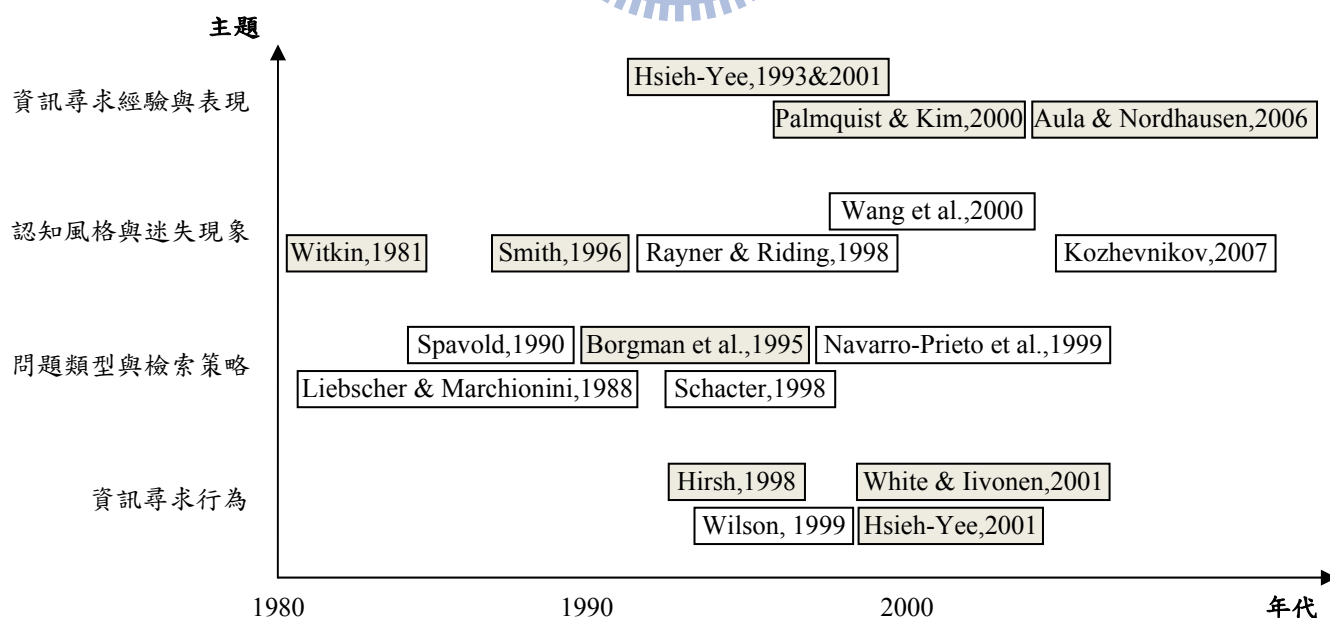 主題
資訊尋求經驗與表現
Hsieh-Yee,1993&2001
Palmquist & Kim,2000 Aula & Nordhausen,2006
認知風格與迷失現象
Wang et al.,2000
Witkin,1981 Smith,1996 Rayner & Riding,1998 Kozhevnikov,2007
問題類型與檢索策略
Spavold,1990 Borgman et al.,1995 Navarro-Prieto et al.,1999
Liebscher & Marchionini,1988 Schacter,1998
資訊尋求行為
Hirsh,1998 White & Iivonen,2001
Wilson, 1999 Hsieh-Yee,2001
1980 1990 2000 年代